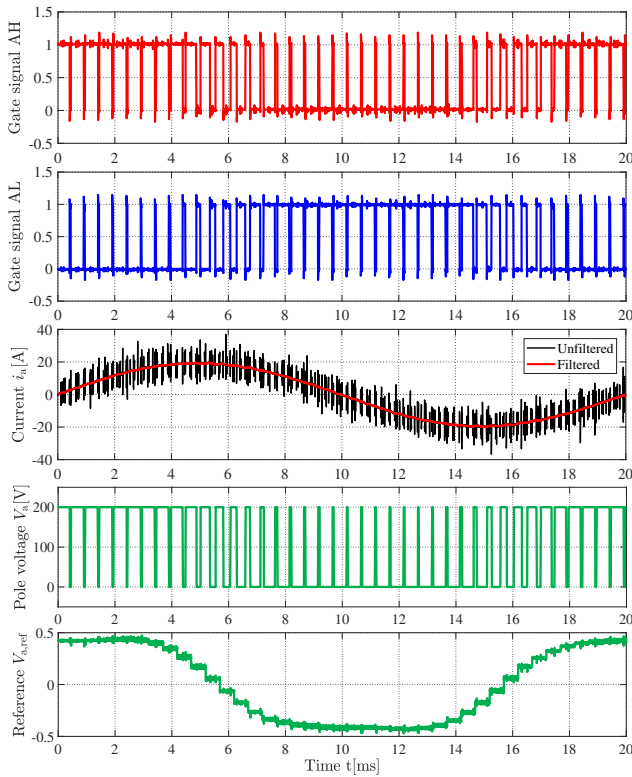 Gate signal AH
1.5
1
0.5
0
-0.5
0 2 4 6 8 10 12 14 16 18 20
Gate signal AL
1.5
1
0.5
0
-0.5
0 2 4 6 8 10 12 14 16 18 20
Current ia[A]
40
20
0
-20
-40
Unfiltered
Filtered
0 2 4 6 8 10 12 14 16 18 20
Pole voltage Va[V]
200
100
0
0 2 4 6 8 10 12 14 16 18 20
Reference Va,ref
0.5
0
-0.5
0 2 4 6 8 10 12 14 16 18 20
Time t[ms]